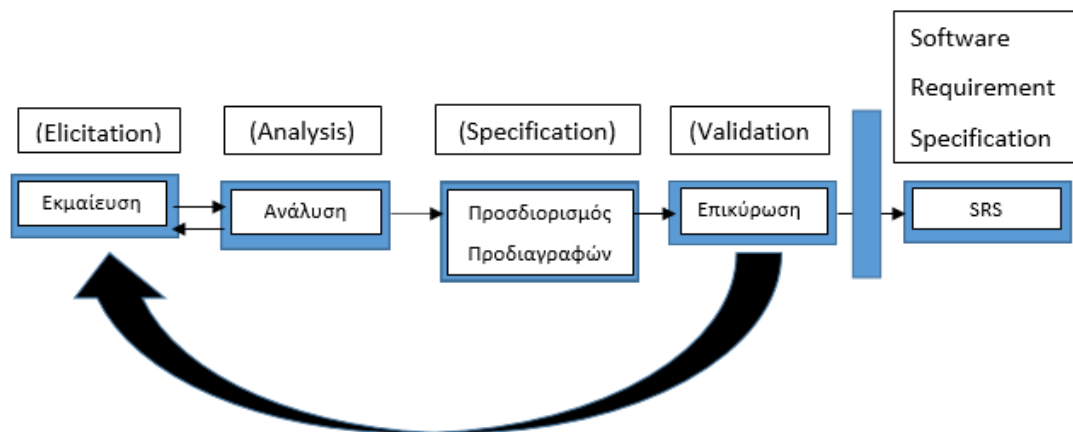 Software
Requirement
Specification
(Elicitation)
(Analysis)
(Specification)
(Validation
Εκμαίευση
Ανάλυση
Προσδιορισμός
Προδιαγραφών
Επικύρωση
SRS